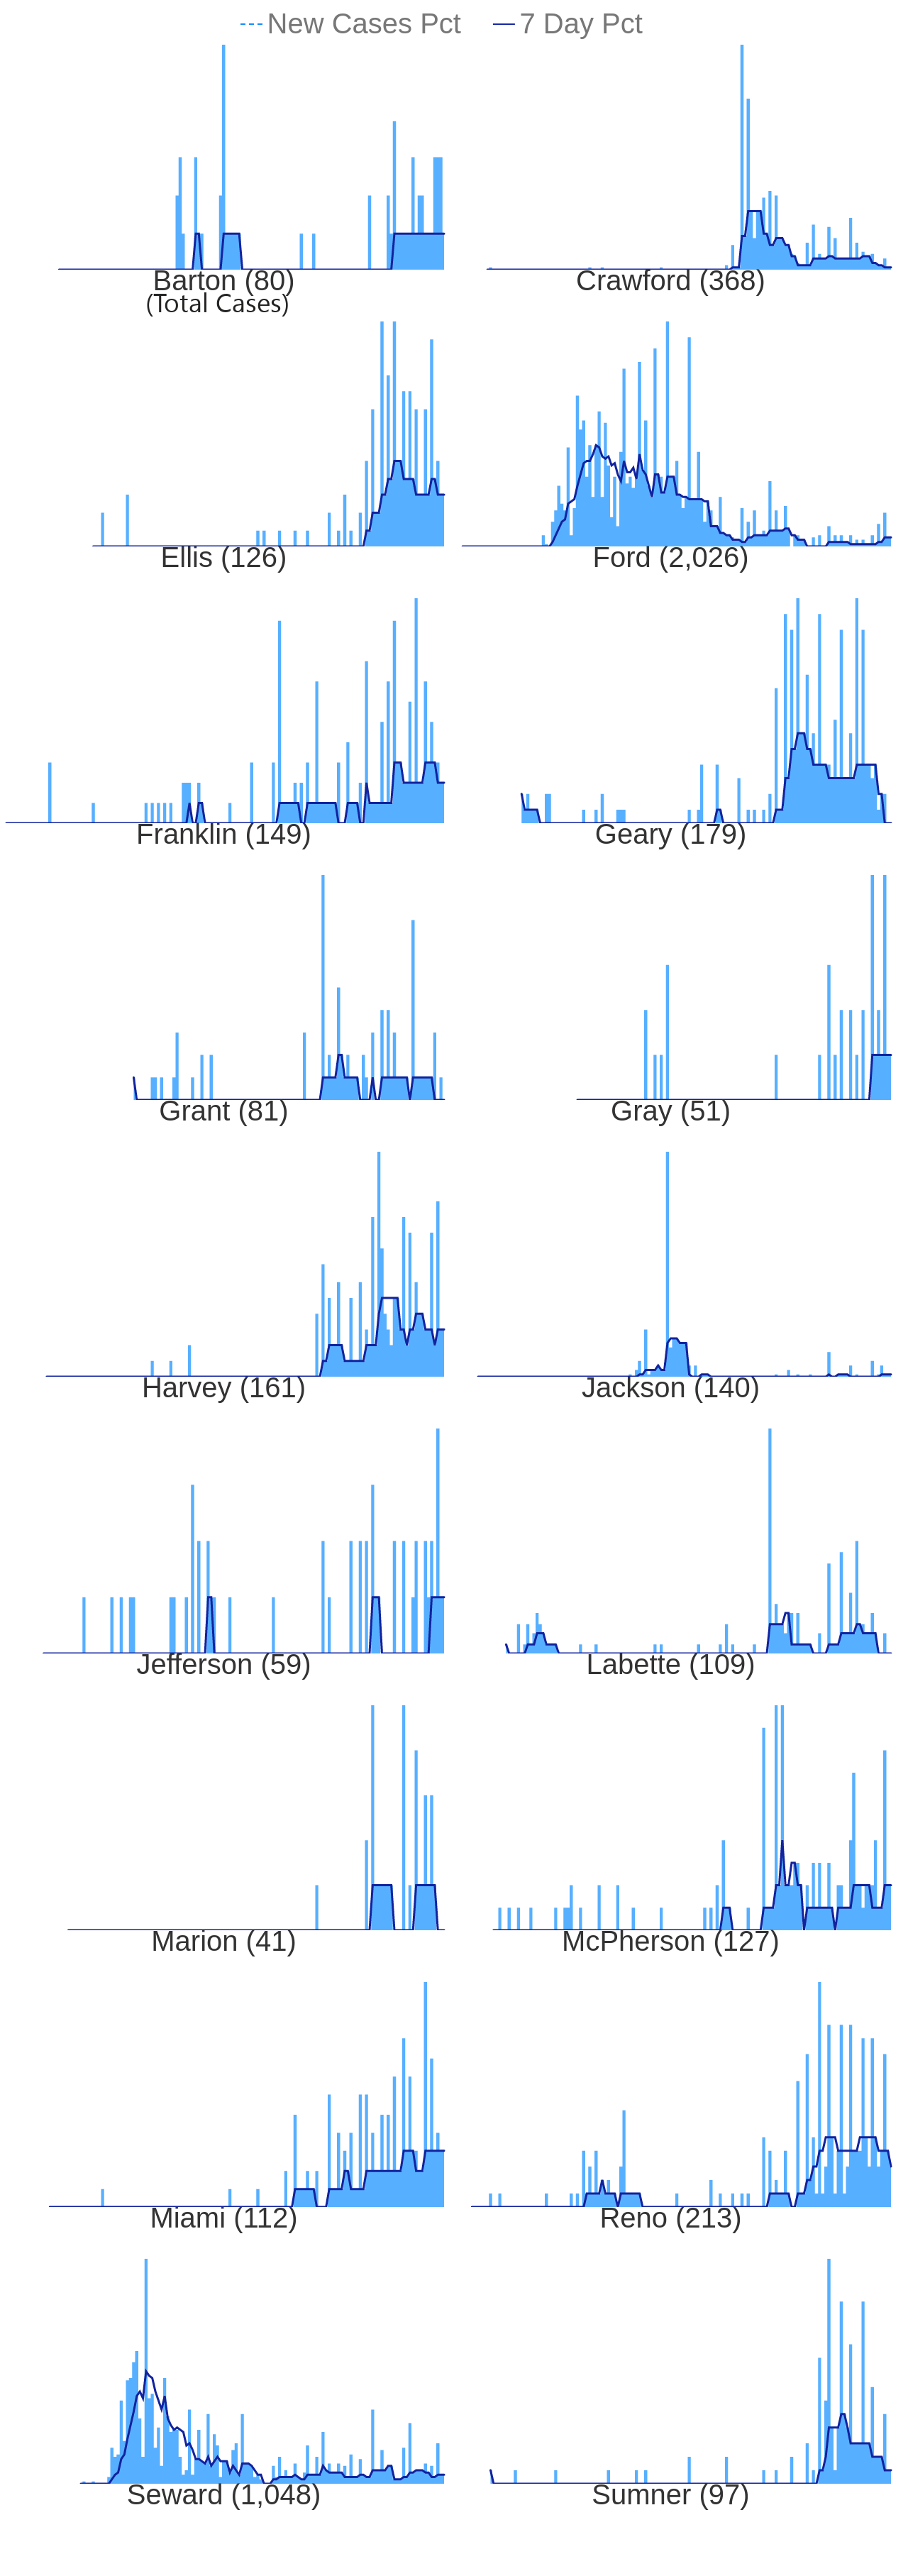 New Cases Pct 7 Day Pct
Barton (80) Crawford (368)
(Total Cases)
Ellis (126) Ford (2,026)
Franklin (149) Geary (179)
Grant (81) Gray (51)
Harvey (161) Jackson (140)
Jefferson (59) Labette (109)
Marion (41) McPherson (127)
Miami (112) Reno (213)
Seward (1,048) Sumner (97)